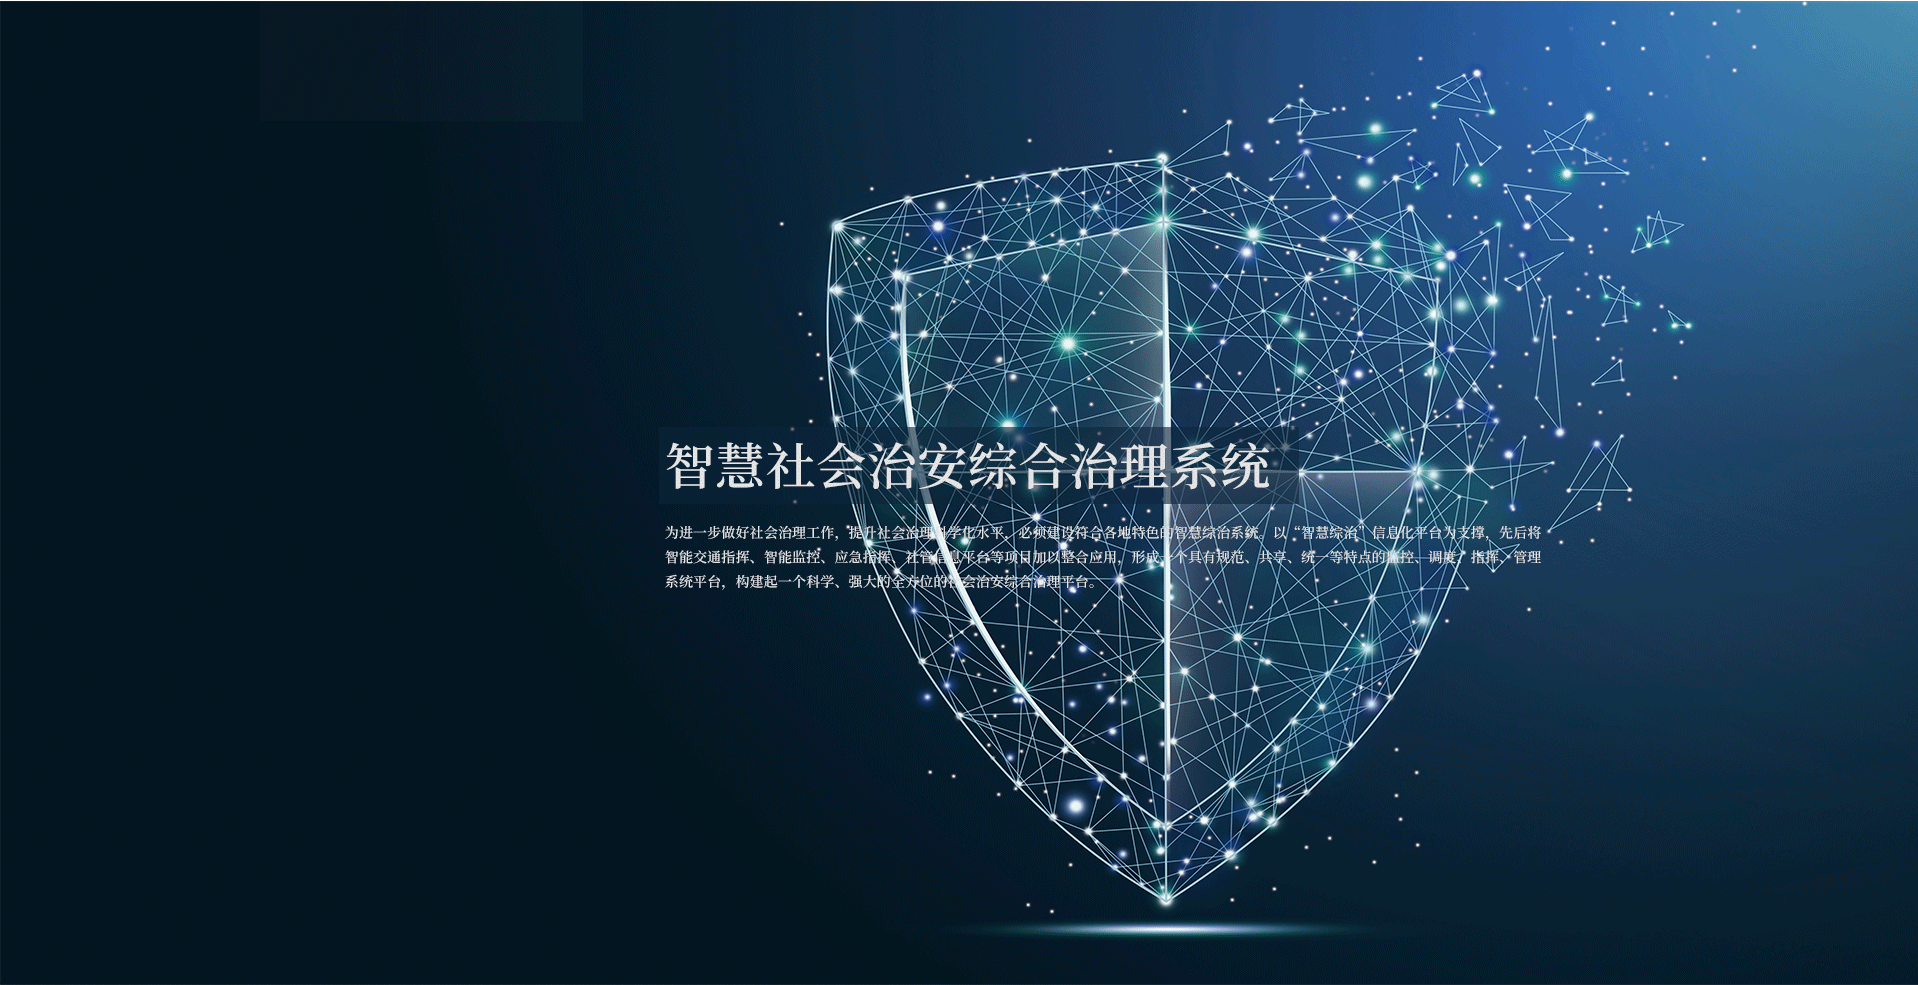 智慧社会治安综合治理系统
为进一步做好社会治理工作，提升社会治理科学化水平，必须建设符合各地特色的智慧综治系统。以“智慧综治”信息化平台为支撑，先后将
智能交通指挥、智能监控、应急指挥、社管信息平台等项目加以整合应用，形成一个具有规范、共享、统一等特点的监控、调度、指挥、管理
系统平台，构建起一个科学、强大的全方位的社会治安综合治理平台。